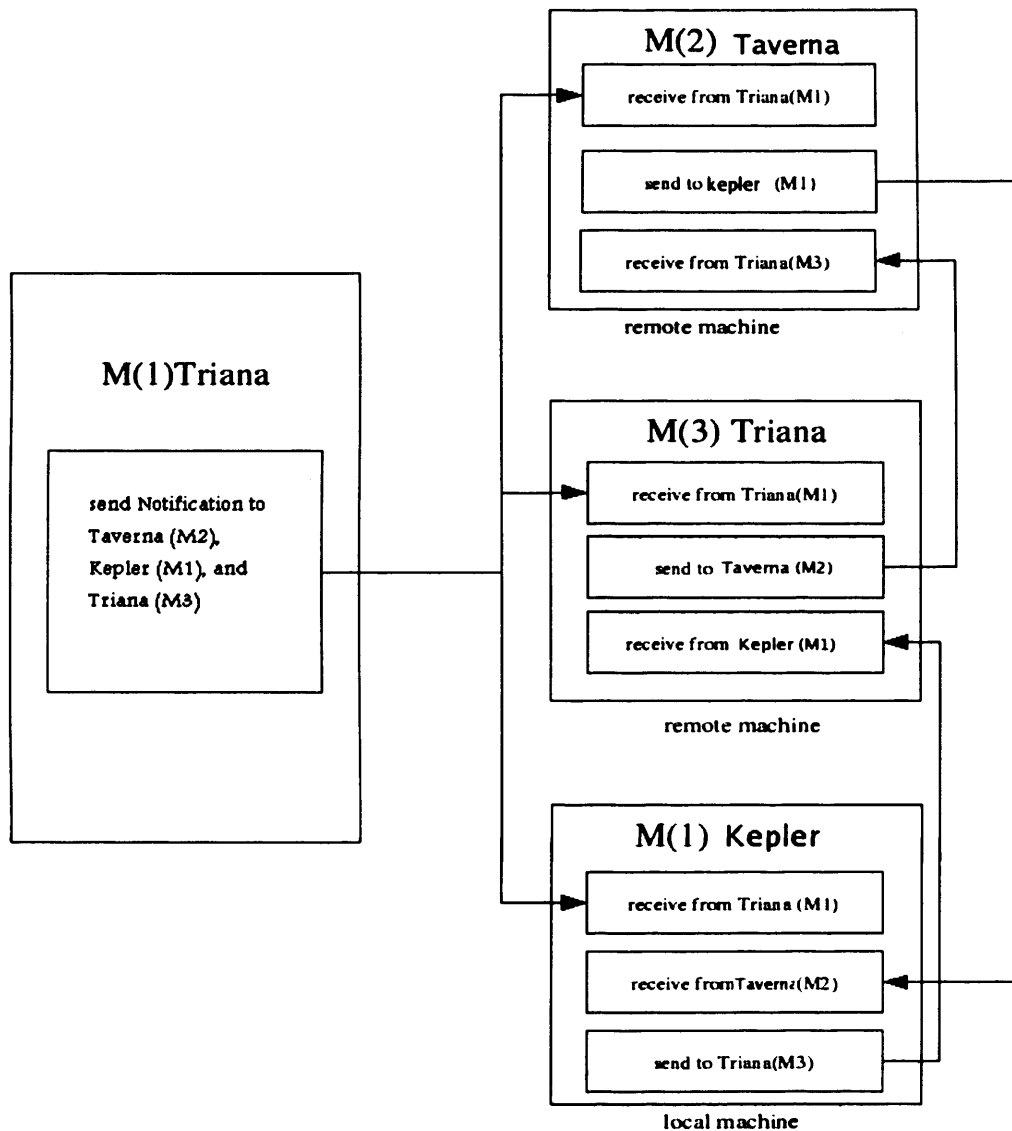 M(2) Taverna
receive from Triana(M1)
send to kepler (M1)
receive from Triana(M3)
remote machine
M(1)Triana
send Notification to
Taverna (M2),
Kepler (M1), and
Triana (M3)
M(3) Triana
receive from Triana(M1)
send to Taverna (M2)
receive from Kepler (M1)
remote machine
M(1) Kepler
receive from Triana (M1)
receive fromTaverna(M2)
send to Triana(M3)
local machine